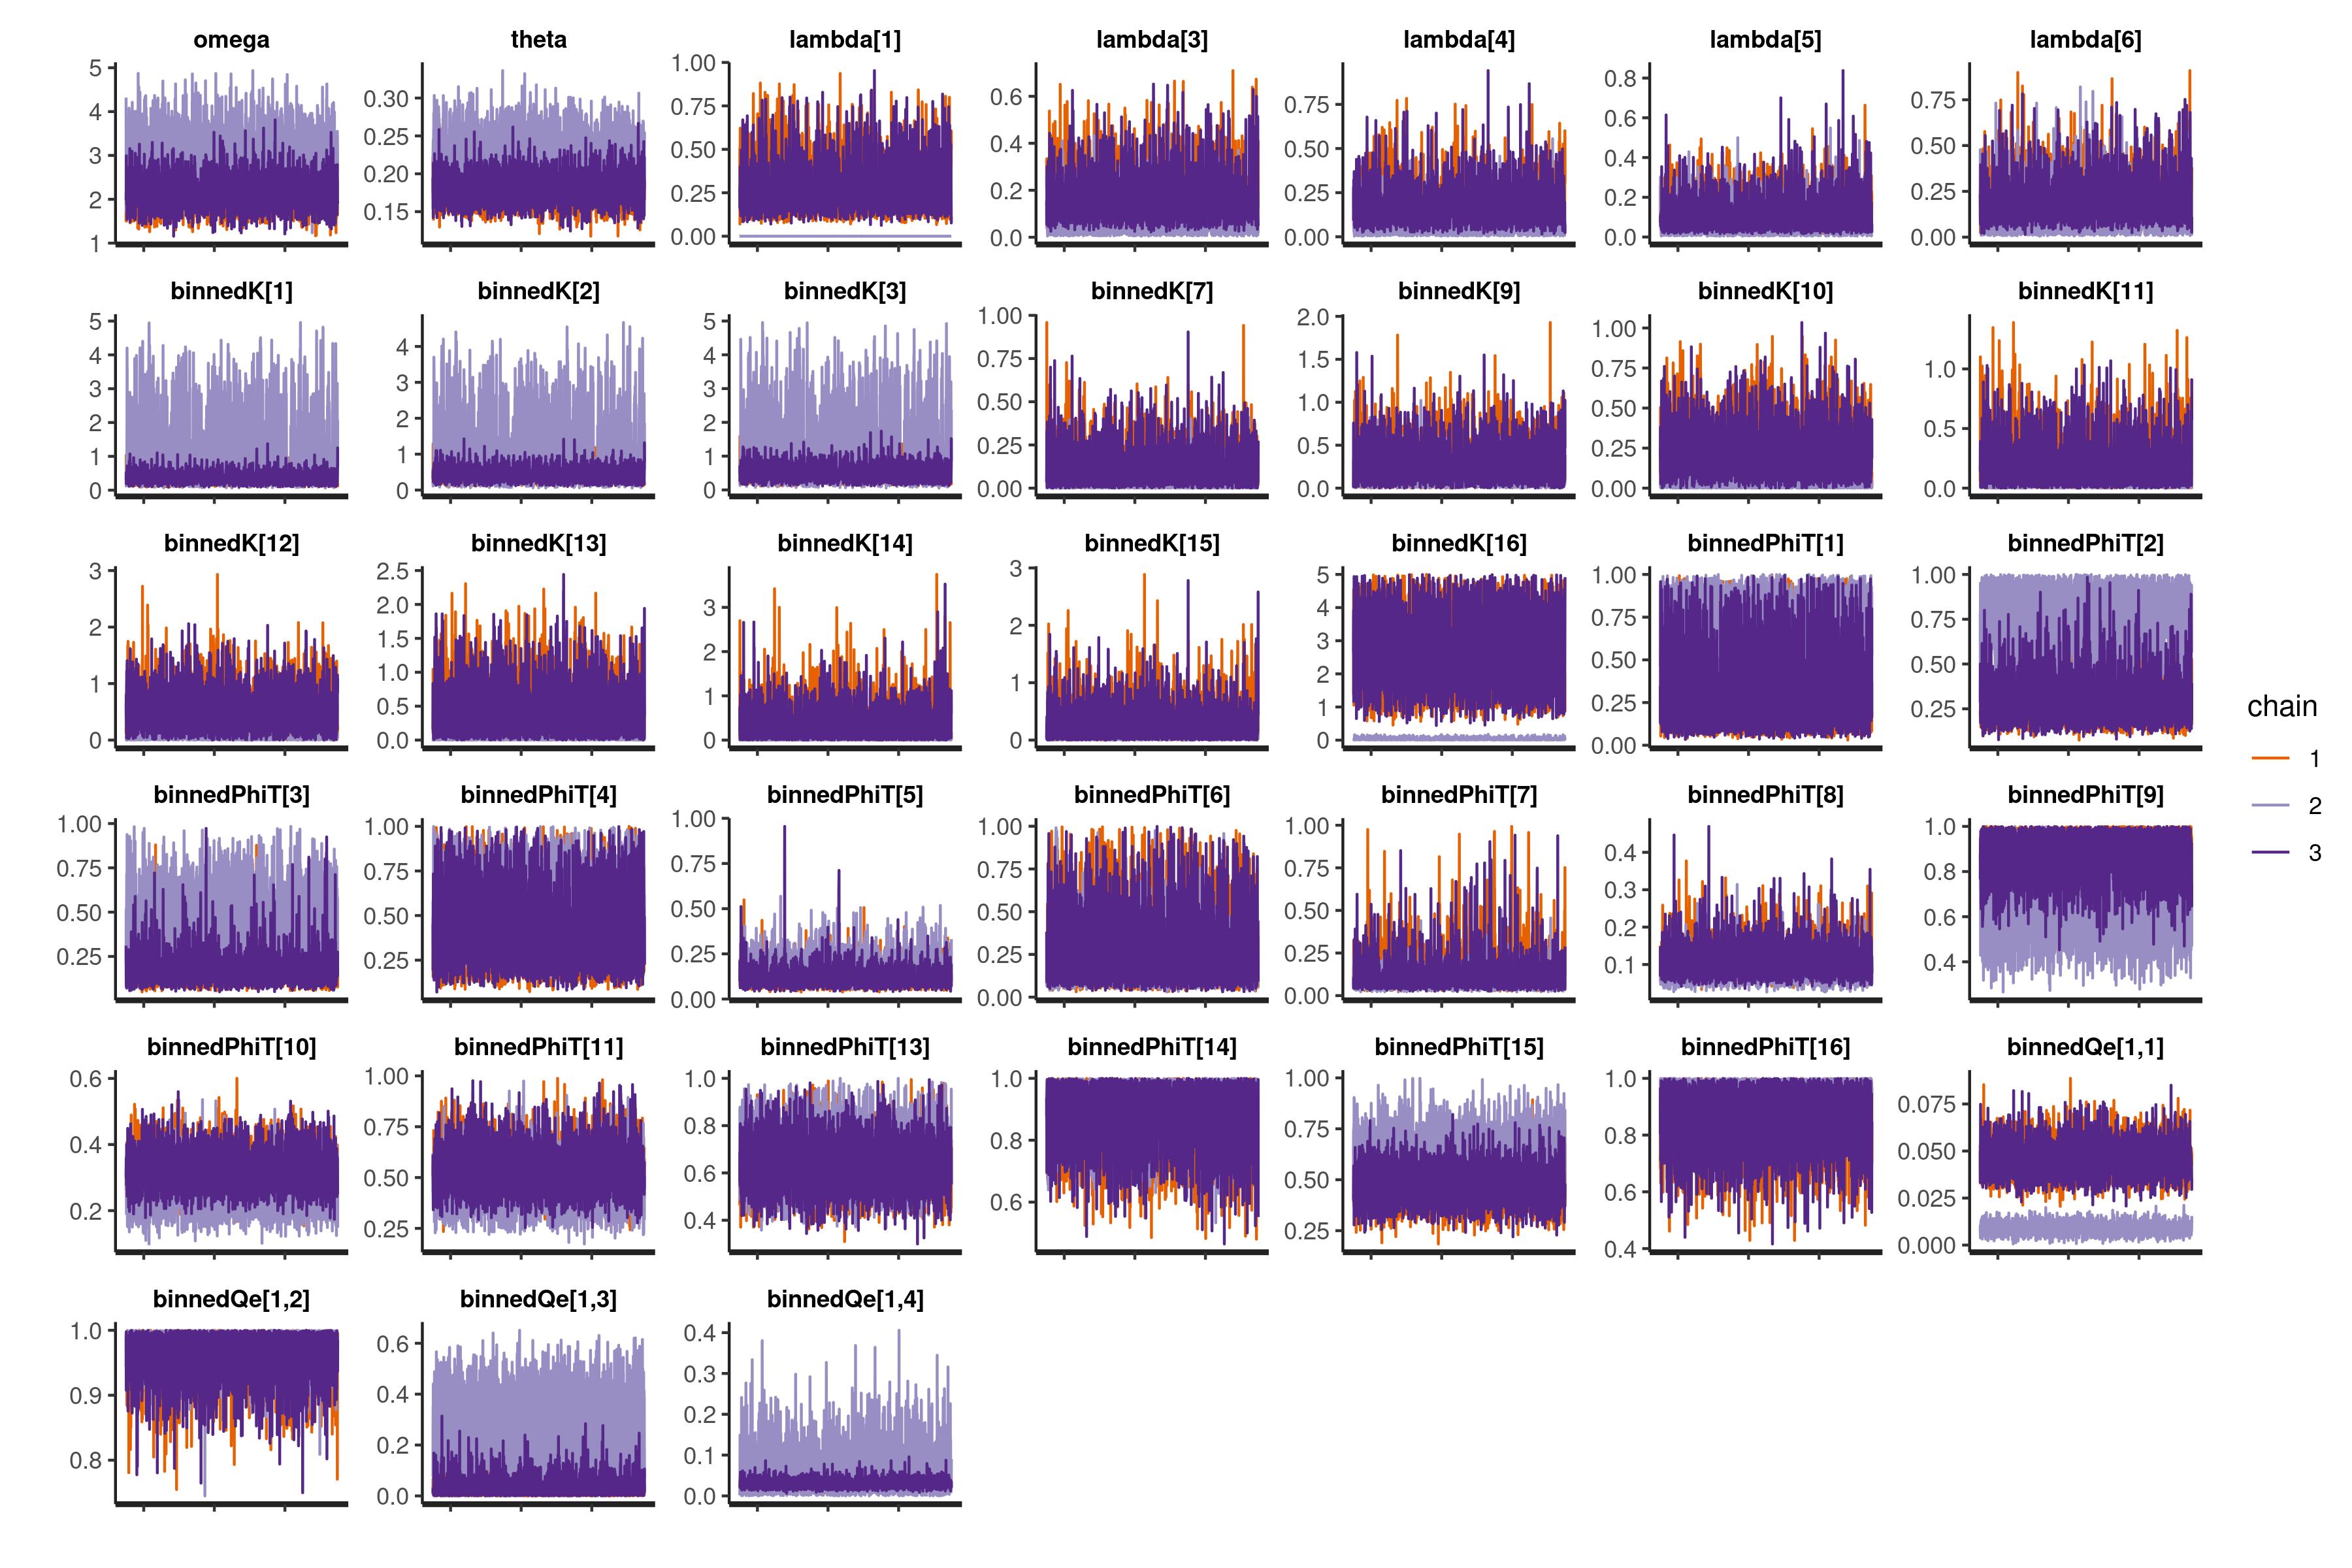 omega theta lambda[1] lambda[3] lambda[4] lambda[5] lambda[6]
5 4 3 2 1
0.30 0.25 0.20 0.15
1.00 0.75 0.50 0.25 0.00
0.6 0.4 0.2 0.0
0.75 0.50 0.25 0.00
0.8 0.6 0.4 0.2 0.0
0.75 0.50 0.25 0.00
binnedK[1] binnedK[2] binnedK[3] binnedK[7] binnedK[9] binnedK[10] binnedK[11]
5 4 3 2 1 0
4 3 2 1 0
5 4 3 2 1 0
1.00 0.75 0.50 0.25 0.00
2.0 1.5 1.0 0.5 0.0
1.00 0.75 0.50 0.25 0.00
1.0 0.5 0.0
binnedK[12] binnedK[13] binnedK[14] binnedK[15] binnedK[16] binnedPhiT[1] binnedPhiT[2]
3 2 1 0
2.5 2.0 1.5 1.0 0.5 0.0
3 2 1 0
3 2 1 0
5 4 3 2 1 0
1.00 0.75 0.50 0.25 0.00
1.00 0.75 0.50 0.25
chain
1
2
3
binnedPhiT[3] binnedPhiT[4] binnedPhiT[5] binnedPhiT[6] binnedPhiT[7] binnedPhiT[8] binnedPhiT[9]
1.00 0.75 0.50 0.25
1.00 0.75 0.50 0.25
1.00 0.75 0.50 0.25 0.00
1.00 0.75 0.50 0.25 0.00
1.00 0.75 0.50 0.25 0.00
0.4 0.3 0.2 0.1
1.0 0.8 0.6 0.4
binnedPhiT[10] binnedPhiT[11] binnedPhiT[13] binnedPhiT[14] binnedPhiT[15] binnedPhiT[16] binnedQe[1,1]
0.6 0.4 0.2
1.00 0.75 0.50 0.25
1.0 0.8 0.6 0.4
1.0 0.8 0.6
1.00 0.75 0.50 0.25
1.0 0.8 0.6 0.4
0.075 0.050 0.025 0.000
binnedQe[1,2] binnedQe[1,3] binnedQe[1,4]
1.0 0.9 0.8
0.6 0.4 0.2 0.0
0.4 0.3 0.2 0.1 0.0